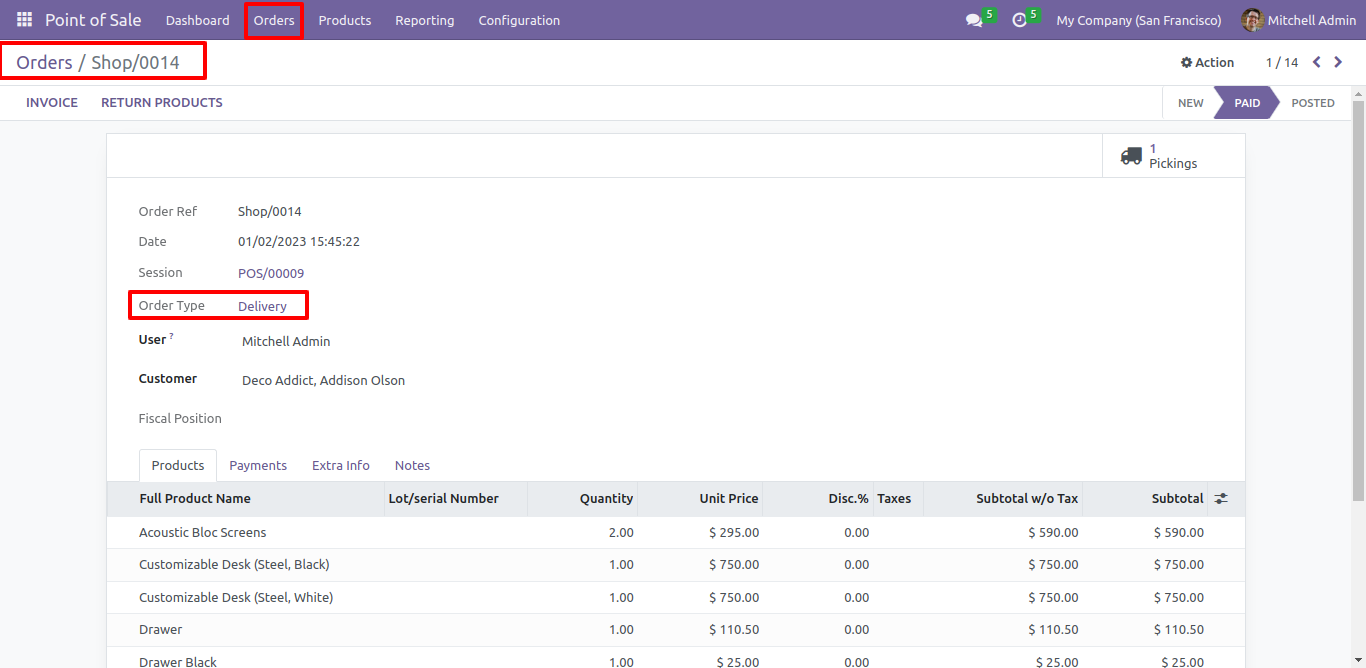 Point of Sale Dashboard Orders Products Reporting Configuration 5 5 My Company (San Francisco) Mitchell Admin
Orders / Shop/0014 Action 1 / 14
INVOICE RETURN PRODUCTS NEW PAID POSTED
1
Pickings
Order Ref Shop/0014
Date 01/02/2023 15:45:22
Session POS/00009
Order Type Delivery
User ? Mitchell Admin
Customer Deco Addict, Addison Olson
Fiscal Position
Products Payments Extra Info Notes
Full Product Name Lot/serial Number Quantity Unit Price Disc.% Taxes Subtotal w/o Tax Subtotal
Acoustic Bloc Screens 2.00 $ 295.00 0.00 $ 590.00 $ 590.00
Customizable Desk (Steel, Black) 1.00 $ 750.00 0.00 $ 750.00 $ 750.00
Customizable Desk (Steel, White) 1.00 $ 750.00 0.00 $ 750.00 $ 750.00
Drawer 1.00 $ 110.50 0.00 $ 110.50 $ 110.50
Drawer Black 1.00 $ 25.00 0.00 $ 25.00 $ 25.00